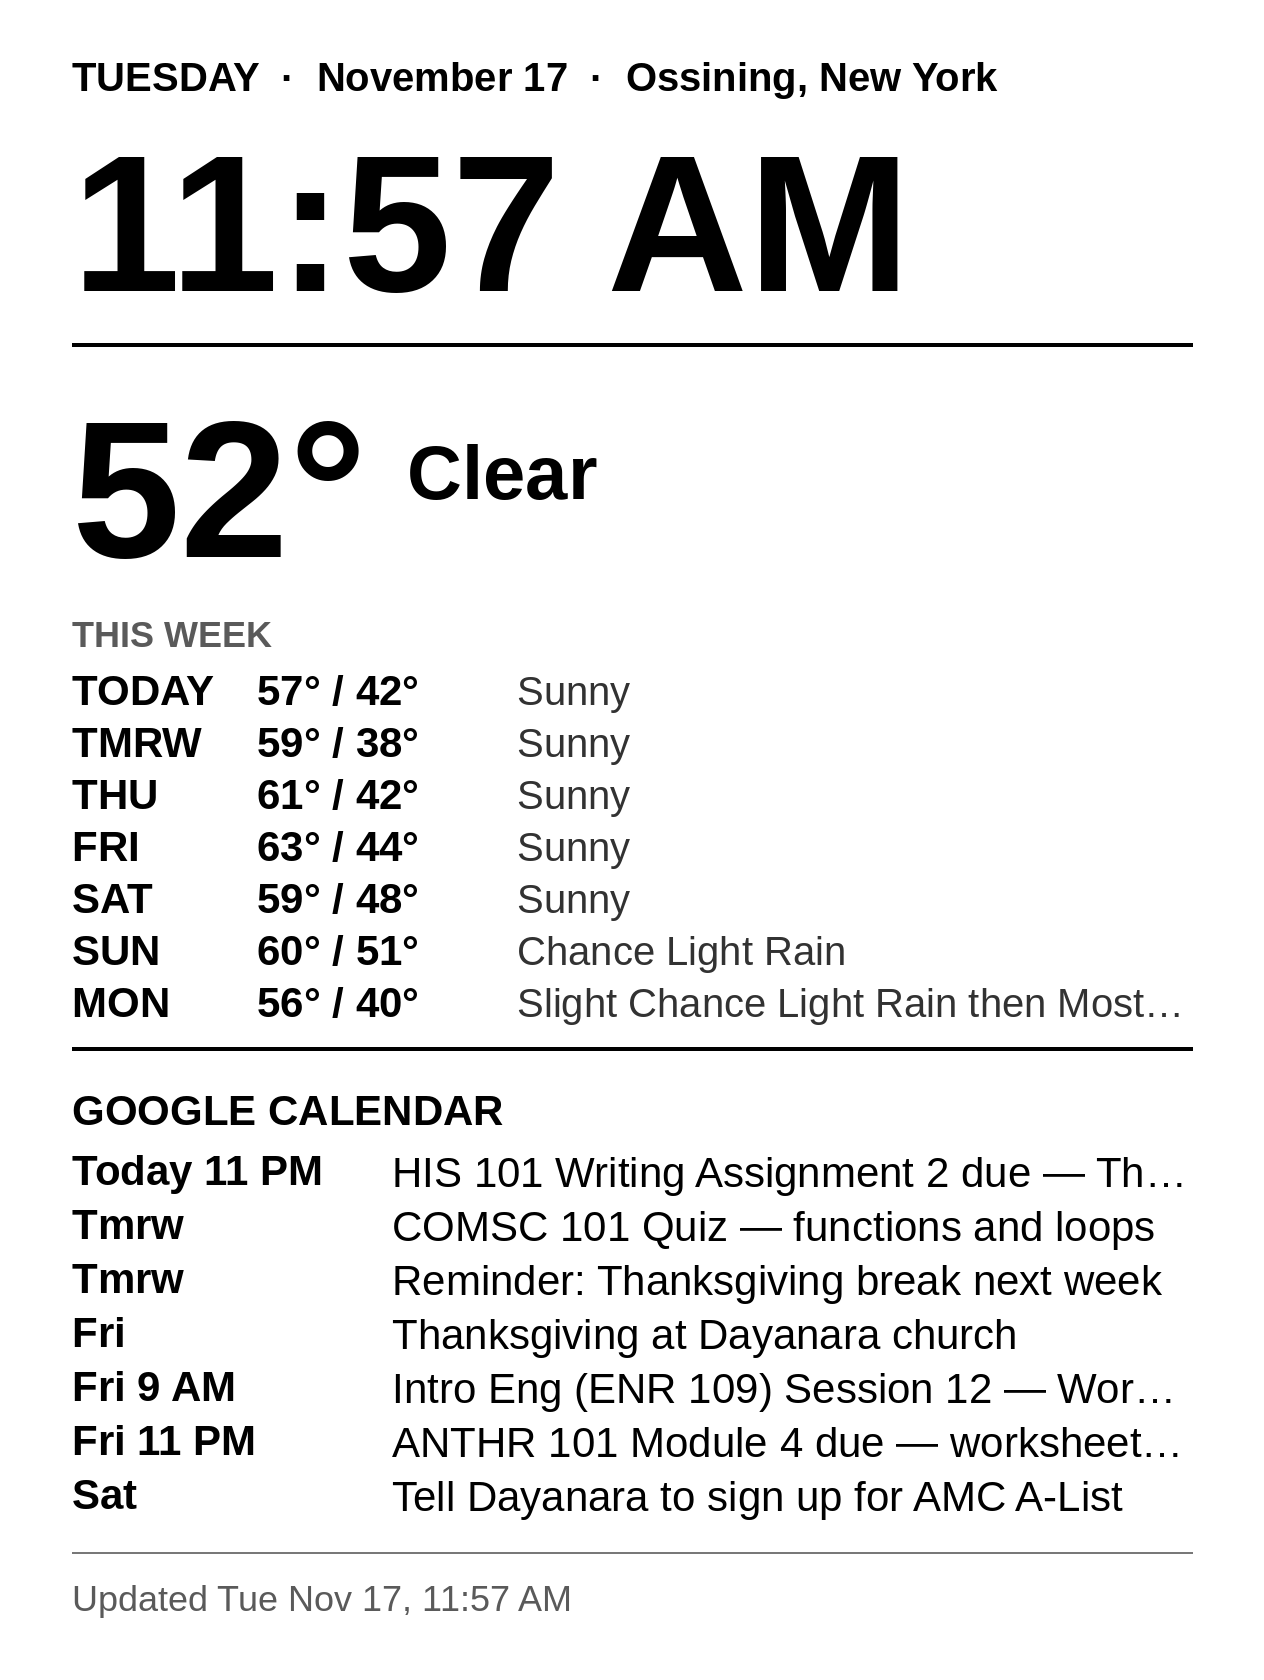 TUESDAY · November 17 · Ossining, New York
11:57 AM
52° Clear
THIS WEEK
TODAY 57° / 42° Sunny
TMRW 59° / 38° Sunny
THU 61° / 42° Sunny
FRI 63° / 44° Sunny
SAT 59° / 48° Sunny
SUN 60° / 51° Chance Light Rain
MON 56° / 40° Slight Chance Light Rain then Most…
GOOGLE CALENDAR
Today 11 PM HIS 101 Writing Assignment 2 due — Th…
Tmrw COMSC 101 Quiz — functions and loops
Tmrw Reminder: Thanksgiving break next week
Fri Thanksgiving at Dayanara church
Fri 9 AM Intro Eng (ENR 109) Session 12 — Wor…
Fri 11 PM ANTHR 101 Module 4 due — worksheet…
Sat Tell Dayanara to sign up for AMC A-List
Updated Tue Nov 17, 11:57 AM